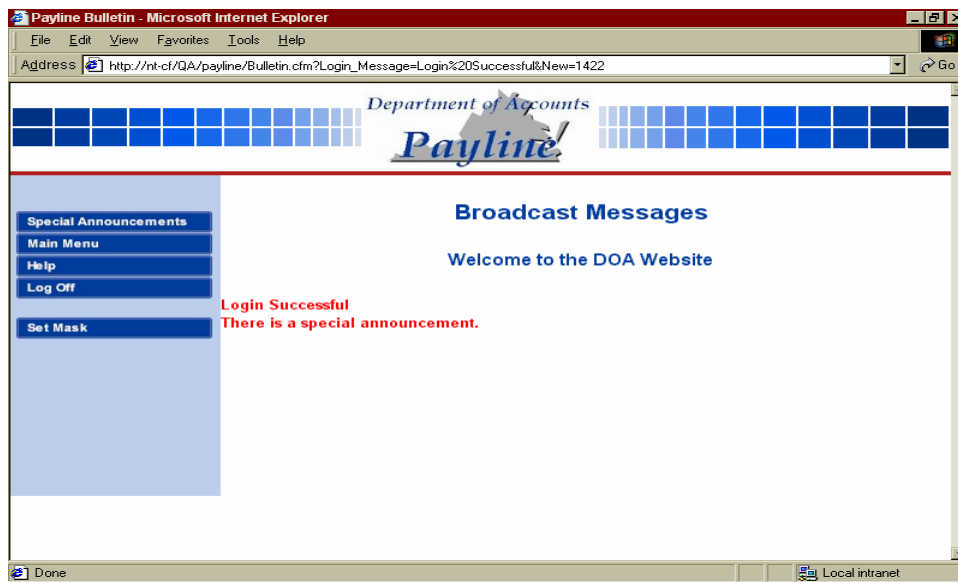 Payline Bulletin - Microsoft Internet Explorer
File Edit View Favorites Tools Help
Address http://nt-cf/QA/payline/Bulletin.cfm?Login_Message=Login%20Successful&New=1422 Go
Department of Accounts
Payline!
Special Announcements
Main Menu
Help
Log Off
Set Mask
Broadcast Messages
Welcome to the DOA Website
Login Successful
There is a special announcement.
Done Local intranet